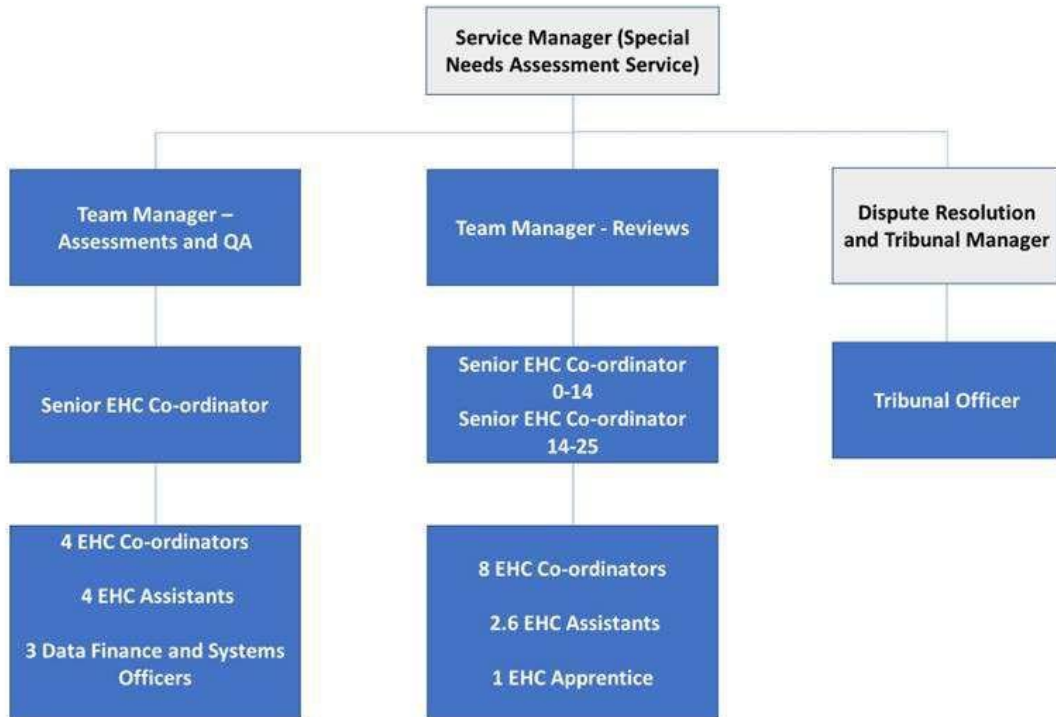 Service Manager (Special
Needs Assessment Service)
Team Manager –
Assessments and QA
Team Manager - Reviews
Dispute Resolution
and Tribunal Manager
Senior EHC Co-ordinator
Senior EHC Co-ordinator
0-14
Senior EHC Co-ordinator
14-25
Tribunal Officer
4 EHC Co-ordinators
4 EHC Assistants
3 Data Finance and Systems
Officers
8 EHC Co-ordinators
2.6 EHC Assistants
1 EHC Apprentice